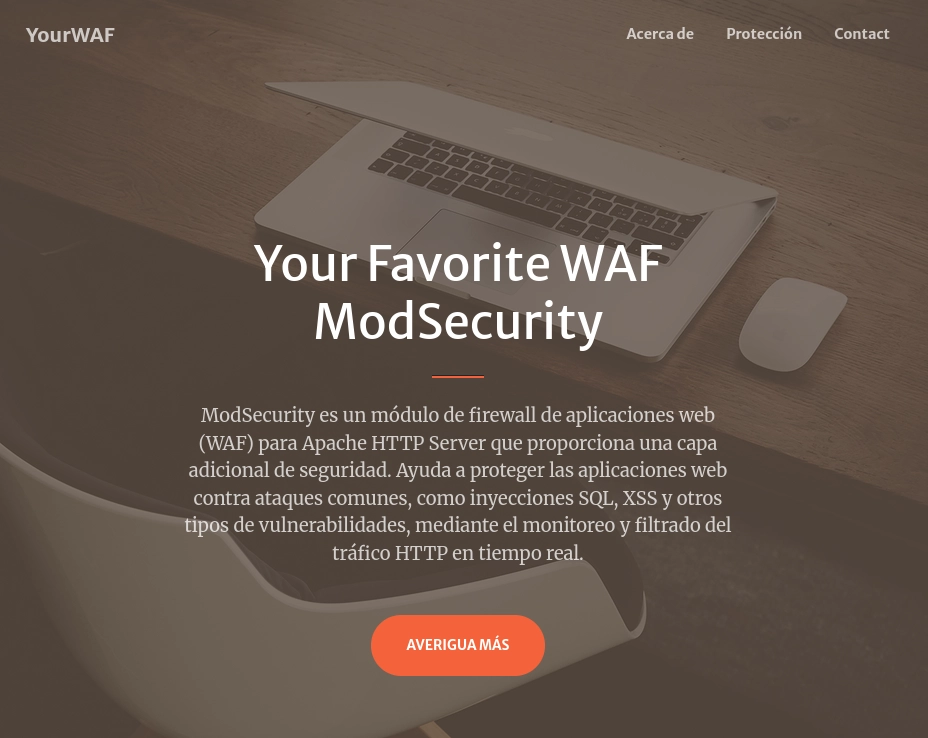 YourWAF
Acerca de
Protección
Contact
Your Favorite WAF
ModSecurity
ModSecurity es un módulo de firewall de aplicaciones web
(WAF) para Apache HTTP Server que proporciona una capa
adicional de seguridad. Ayuda a proteger las aplicaciones web
contra ataques comunes, como inyecciones SQL, XSS y otros
tipos de vulnerabilidades, mediante el monitoreo y filtrado del
tráfico HTTP en tiempo real.
AVERIGUA MÁS